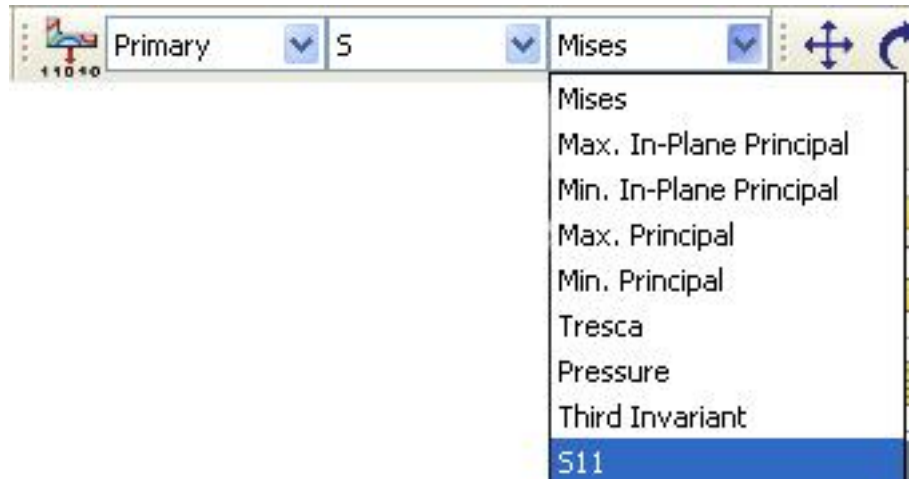 Primary S Mises
11010
Mises
Max. In-Plane Principal
Min. In-Plane Principal
Max. Principal
Min. Principal
Tresca
Pressure
Third Invariant
S11